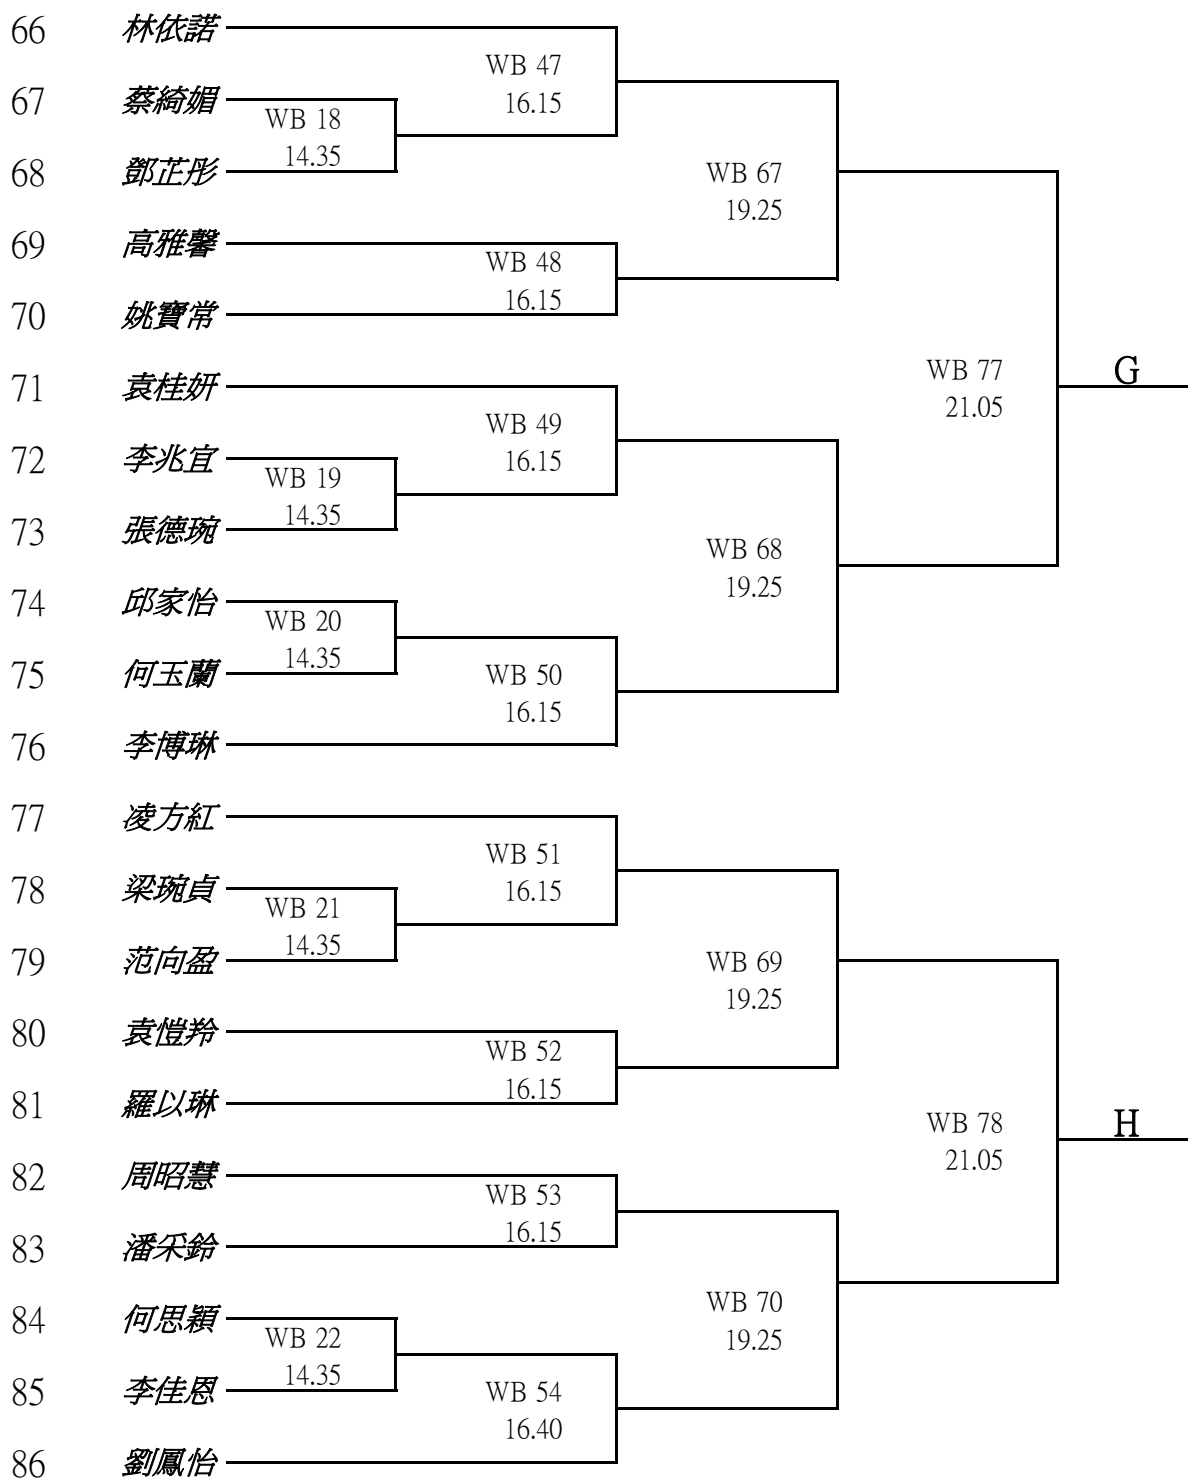 66 林依諾
WB 47
67 蔡綺媚
16.15
WB 18
14.35
68 鄧芷彤
WB 67
19.25
69 高雅馨
WB 48
16.15
70 姚寶常
WB 77
G
71 袁桂妍
21.05
WB 49
72 李兆宜
16.15
WB 19
14.35
73 張德琬
WB 68
19.25
74 邱家怡
WB 20
14.35
75 何玉蘭
WB 50
16.15
76 李博琳
77 凌方紅
WB 51
78 梁琬貞
16.15
WB 21
14.35
79 范向盈
WB 69
19.25
80 袁愷羚
WB 52
16.15
81 羅以琳
WB 78
H
21.05
82 周昭慧
WB 53
16.15
83 潘采鈴
WB 70
84 何思穎
19.25
WB 22
14.35
85 李佳恩
WB 54
16.40
86 劉鳳怡